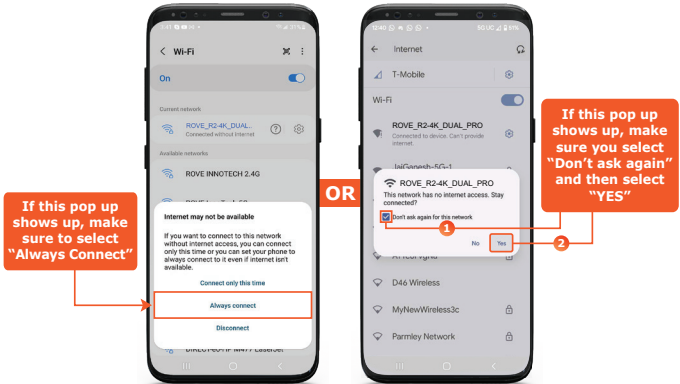 Wi-Fi
On
Current network
ROVE_R2-4K_DUAL..
Connected without internet
Available networks
ROVE INNOTECH 2.4G
Internet may not be available
If you want to connect to this network
without internet access, you can connect
only this time or you can set your phone to
always connect to it even if internet isn't
available.
Connect only this time
Always connect
Disconnect
If this pop up
shows up, make
sure to select
“Always Connect”
OR
12:40
Internet
T-Mobile
Wi-Fi
ROVE_R2-4K_DUAL_PRO
Connected to device. Can't provide
internet.
JaiGanesh-5G-1
ROVE_R2-4K_DUAL_PRO
This network has no internet access. Stay
connected?
Don't ask again for this network
1
No
Yes
2
D46 Wireless
MyNewWireless3c
Parmley Network
If this pop up
shows up, make
sure you select
“Don’t ask again”
and then select
“YES”